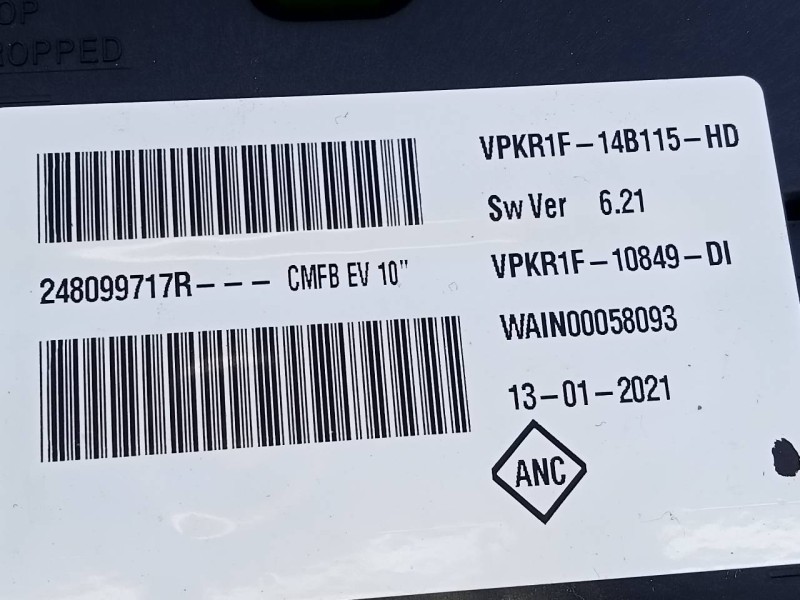 OPPED
VPKR1F-14B115-HD
Sw Ver 6.21
248099717R--- CMFB EV 10"
VPKR1F-10849-DI
WAIN00058093
13-01-2021
ANC